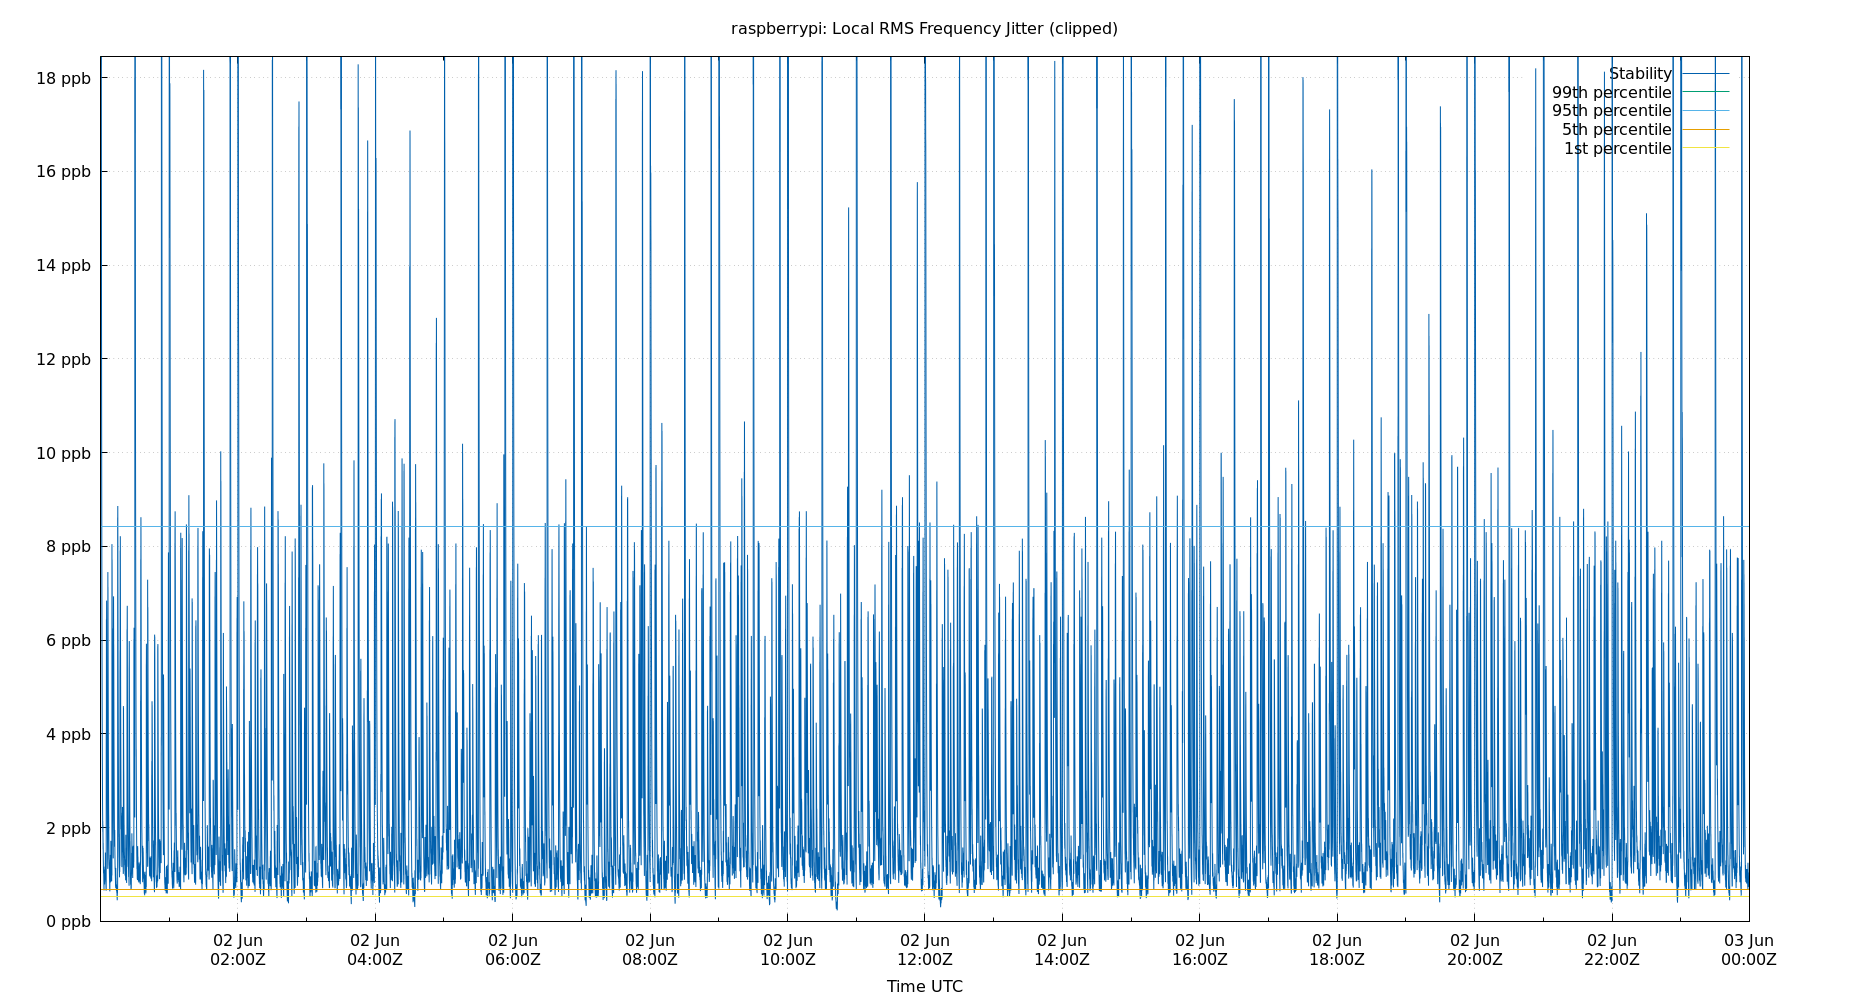 raspberrypi: Local RMS Frequency Jitter (clipped)
18 ppb
16 ppb
14 ppb
12 ppb
10 ppb
8 ppb
6 ppb
4 ppb
2 ppb
0 ppb
Stability
99th percentile
95th percentile
5th percentile
1st percentile
02 Jun
02:00Z
02 Jun
04:00Z
02 Jun
06:00Z
02 Jun
08:00Z
02 Jun
10:00Z
02 Jun
12:00Z
02 Jun
14:00Z
02 Jun
16:00Z
02 Jun
18:00Z
02 Jun
20:00Z
02 Jun
22:00Z
03 Jun
00:00Z
Time UTC